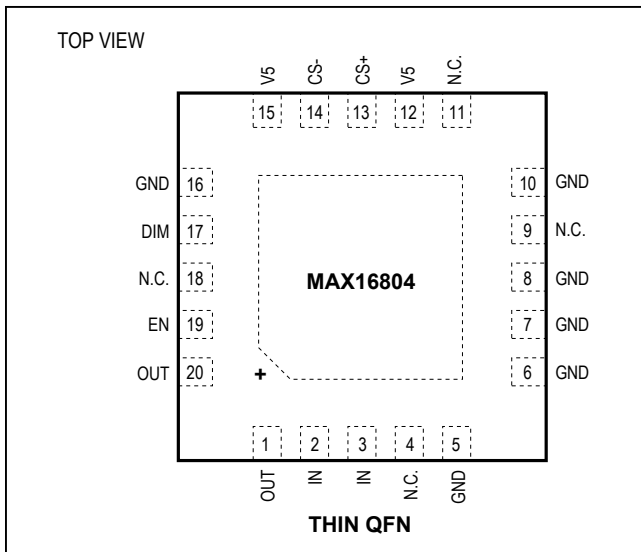 TOP VIEW
V5 CS- CS+ V5 N.C.
15 14 13 12 11
GND 16 10 GND
DIM 17 9 N.C.
N.C. 18 MAX16804 8 GND
EN 19 7 GND
OUT 20 + 6 GND
1 2 3 4 5
OUT IN IN N.C. GND
THIN QFN